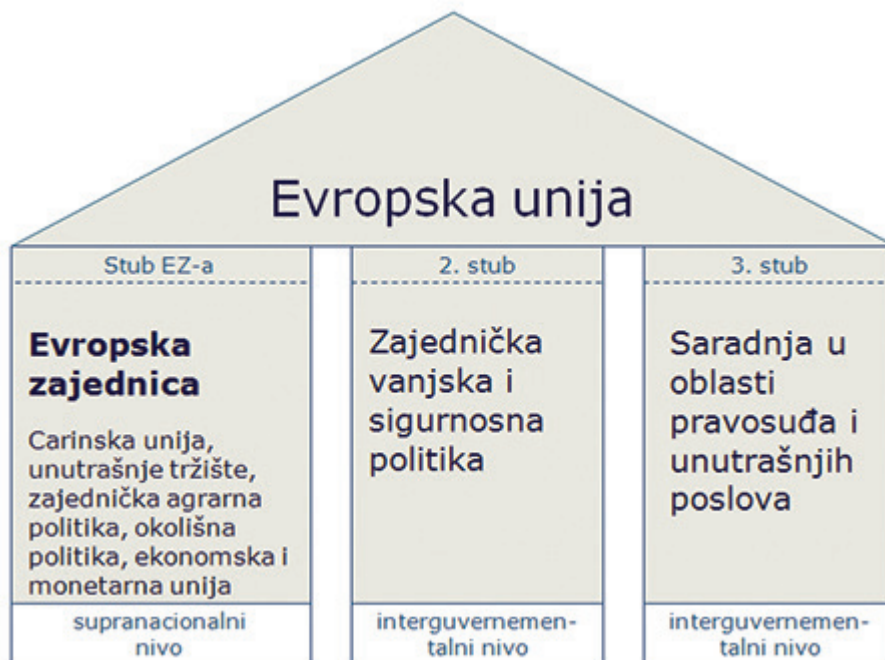 Evropska unija
Stub EZ-a
Evropska
zajednica
Carinska unija,
unutrašnje tržište,
zajednička agrarna
politika, okolišna
politika, ekonomska i
monetarna unija
supranacionalni
nivo
2. stub
Zajednička
vanjska i
sigurnosna
politika
interguvernemen-
talni nivo
3. stub
Saradnja u
oblasti
pravosuđa i
unutrašnjih
poslova
interguvernemen-
talni nivo